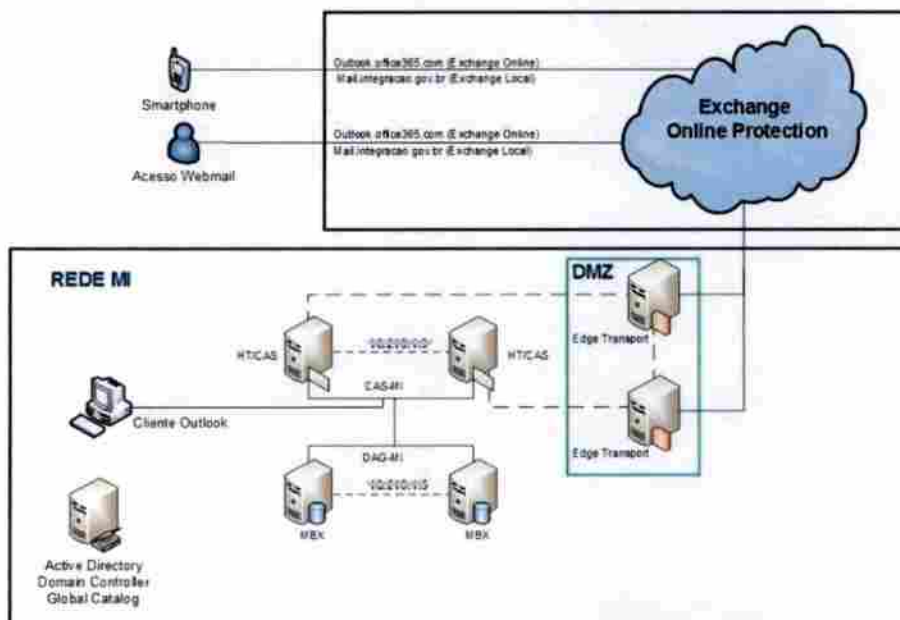 Outlook.office365.com (Exchange Online)
Mail.integracao.gov.br (Exchange Local)
Smartphone
Exchange
Online Protection
Outlook.office365.com (Exchange Online)
Mail.integracao.gov.br (Exchange Local)
Acesso Webmail
REDE MI
DMZ
Edge Transport
HT/CAS
HT/CAS
CAS-MI
Cliente Outlook
Edge Transport
DAG-MI
MBX
MBX
Active Directory
Domain Controller
Global Catalog